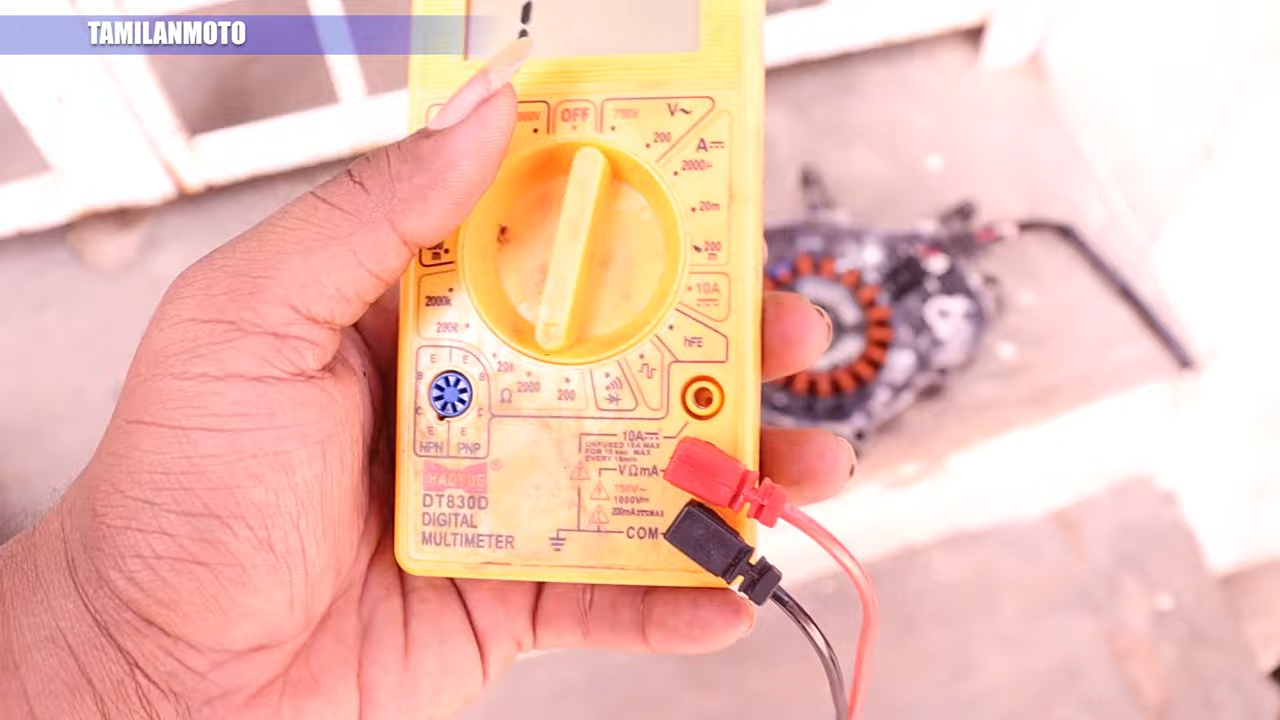 TAMILANMOTO
OFF
750V
V~
200
A
20m
200
m
10A
hFE
2000k
200k
20k
Ω
2000
200
E
E
B
B
C
C
E
E
NPN
PNP
10A
UNFUSED 10A MAX
FOR 10 sec MAX
EVERY 15min
VΩmA
750V~
1000V
200mA MAX
COM
DT830D
DIGITAL
MULTIMETER